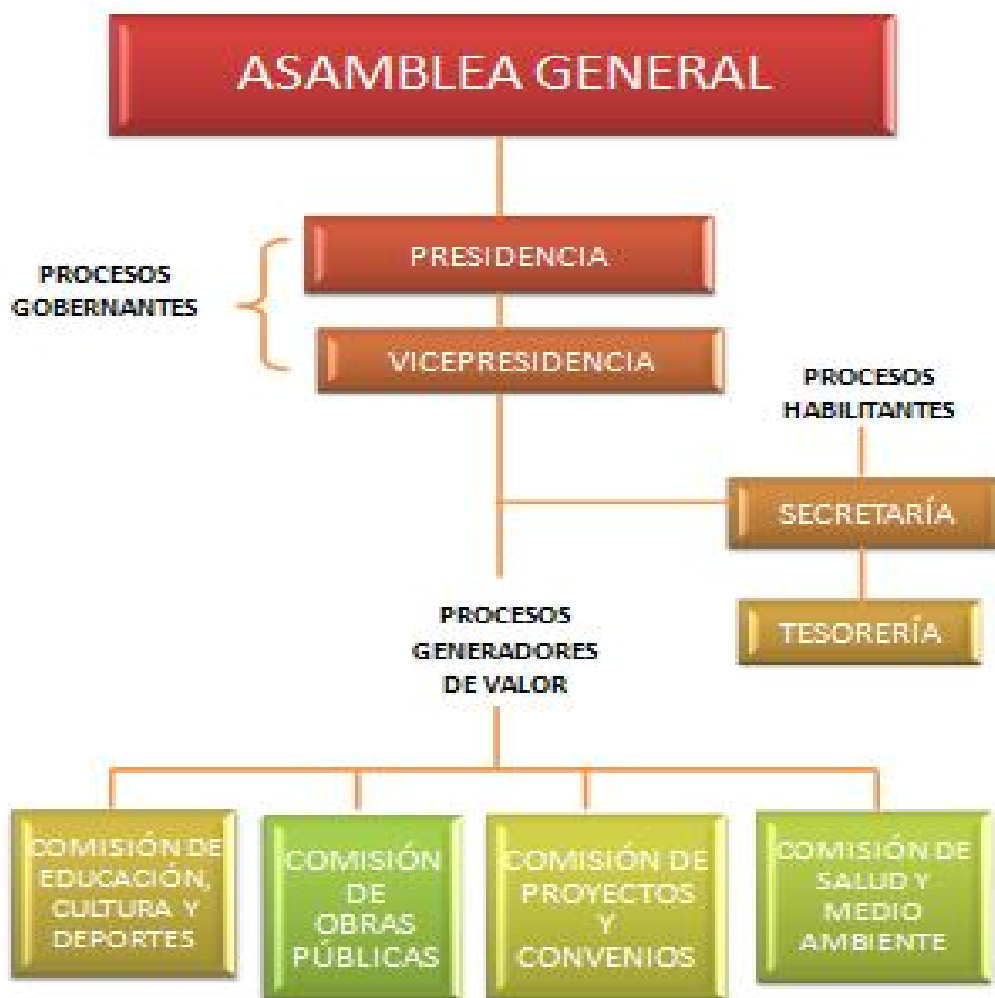 ASAMBLEA GENERAL
PRESIDENCIA
PROCESOS
GOBERNANTES
VICEPRESIDENCIA
PROCESOS
HABILITANTES
SECRETARÍA
TESORERÍA
PROCESOS
GENERADORES
DE VALOR
COMISIÓN DE
EDUCACIÓN,
CULTURA Y
DEPORTES
COMISIÓN
DE
OBRAS
PÚBLICAS
COMISIÓN DE
PROYECTOS
Y
CONVENIOS
COMISIÓN DE
SALUD Y
MEDIO
AMBIENTE